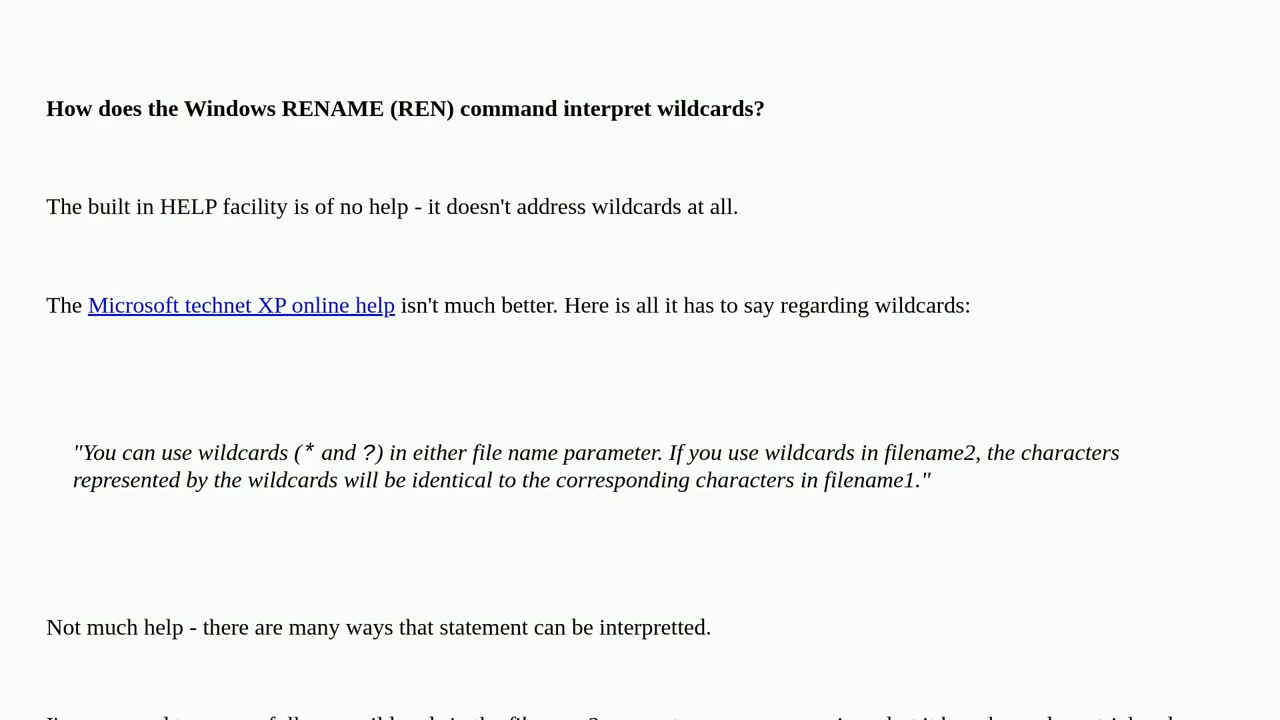 How does the Windows RENAME (REN) command interpret wildcards?
The built in HELP facility is of no help - it doesn't address wildcards at all.
The Microsoft technet XP online help isn't much better. Here is all it has to say regarding wildcards:
"You can use wildcards (* and ?) in either file name parameter. If you use wildcards in filename2, the characters
represented by the wildcards will be identical to the corresponding characters in filename1."
Not much help - there are many ways that statement can be interpretted.